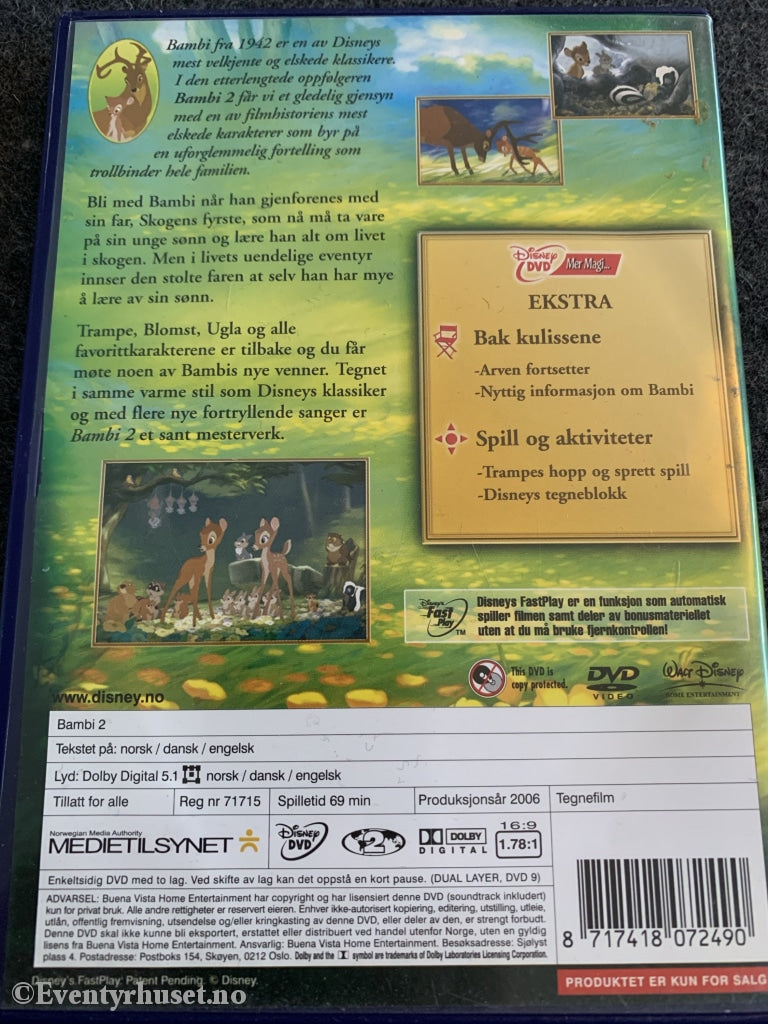 Bambi fra 1942 er en av Disneys
mest velkjente og elskede klassikere.
I den etterlengtede oppfølgeren
Bambi 2 får vi et gledelig gjensyn
med en av filmhistoriens mest
elskede karakterer som byr på
en uforglemmelig fortelling som
trollbinder hele familien.
Bli med Bambi når han gjenforenes med
sin far, Skogens fyrste, som nå må ta vare
på sin unge sønn og lære han alt om livet
i skogen. Men i livets uendelige eventyr
innser den stolte faren at selv han har mye
å lære av sin sønn.
Trampe, Blomst, Ugla og alle
favorittkarakterene er tilbake og du får
møte noen av Bambis nye venner. Tegnet
i samme varme stil som Disneys klassiker
og med flere nye fortryllende sanger er
Bambi 2 et sant mesterverk.
Disney DVD Mer Magi...
EKSTRA
Bak kulissene
-Arven fortsetter
-Nyttig informasjon om Bambi
Spill og aktiviteter
-Trampes hopp og sprett spill
-Disneys tegneblokk
Disney's Fast Play ™
Disneys FastPlay er en funksjon som automatisk
spiller filmen samt deler av bonusmateriellet
uten at du må bruke fjernkontrollen!
This DVD is
copy protected.
DVD
VIDEO
Walt Disney
HOME ENTERTAINMENT
www.disney.no
Bambi 2
Tekstet på: norsk / dansk / engelsk
Lyd: Dolby Digital 5.1 norsk / dansk / engelsk
Tillatt for alle Reg nr 71715 Spilletid 69 min Produksjonsår 2006 Tegnefilm
Norwegian Media Authority
MEDIETILSYNET
Disney DVD
2
DOLBY
DIGITAL
16:9
1.78:1
Enkeltsidig DVD med to lag. Ved skifte av lag kan det oppstå en kort pause. (DUAL LAYER, DVD 9)
ADVARSEL: Buena Vista Home Entertainment har copyright og har lisensiert denne DVD (soundtrack inkludert)
kun for privat bruk. Alle andre rettigheter er reservert eieren. Enhver ikke-autorisert kopiering, editering, utstilling, utleie,
utlån, offentlig fremvisning, utsendelse og/eller kringkasting av denne DVD, eller deler av den, er strengt forbudt.
Denne DVD skal ikke kunne bli eksportert, erstattet eller distribuert ved handel utenfor Norge, uten en gyldig
lisens fra Buena Vista Home Entertainment. Ansvarlig: Buena Vista Home Entertainment. Besøksadresse: Sjølyst
plass 4. Postadresse: Postboks 154, Skøyen, 0212 Oslo. Dolby and the symbol are trademarks of Dolby Laboratories Licensing Corporation.
8 717418 072490
Disney's FastPlay: Patent Pending. © Disney.
PRODUKTET ER KUN FOR SALG
©Eventyrhuset.no